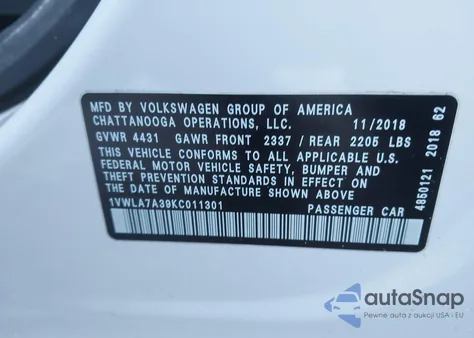 MFD BY VOLKSWAGEN GROUP OF AMERICA
CHATTANOOGA OPERATIONS, LLC. 11/2018
GVWR 4431 GAWR FRONT 2337 / REAR 2205 LBS
THIS VEHICLE CONFORMS TO ALL APPLICABLE U.S.
FEDERAL MOTOR VEHICLE SAFETY, BUMPER AND
THEFT PREVENTION STANDARDS IN EFFECT ON THE
DATE OF MANUFACTURE SHOWN ABOVE
1VWLA7A39KC011301 PASSENGER CAR
4860121 2018 62
autoSnap
Pewne auta z aukcji USA i EU